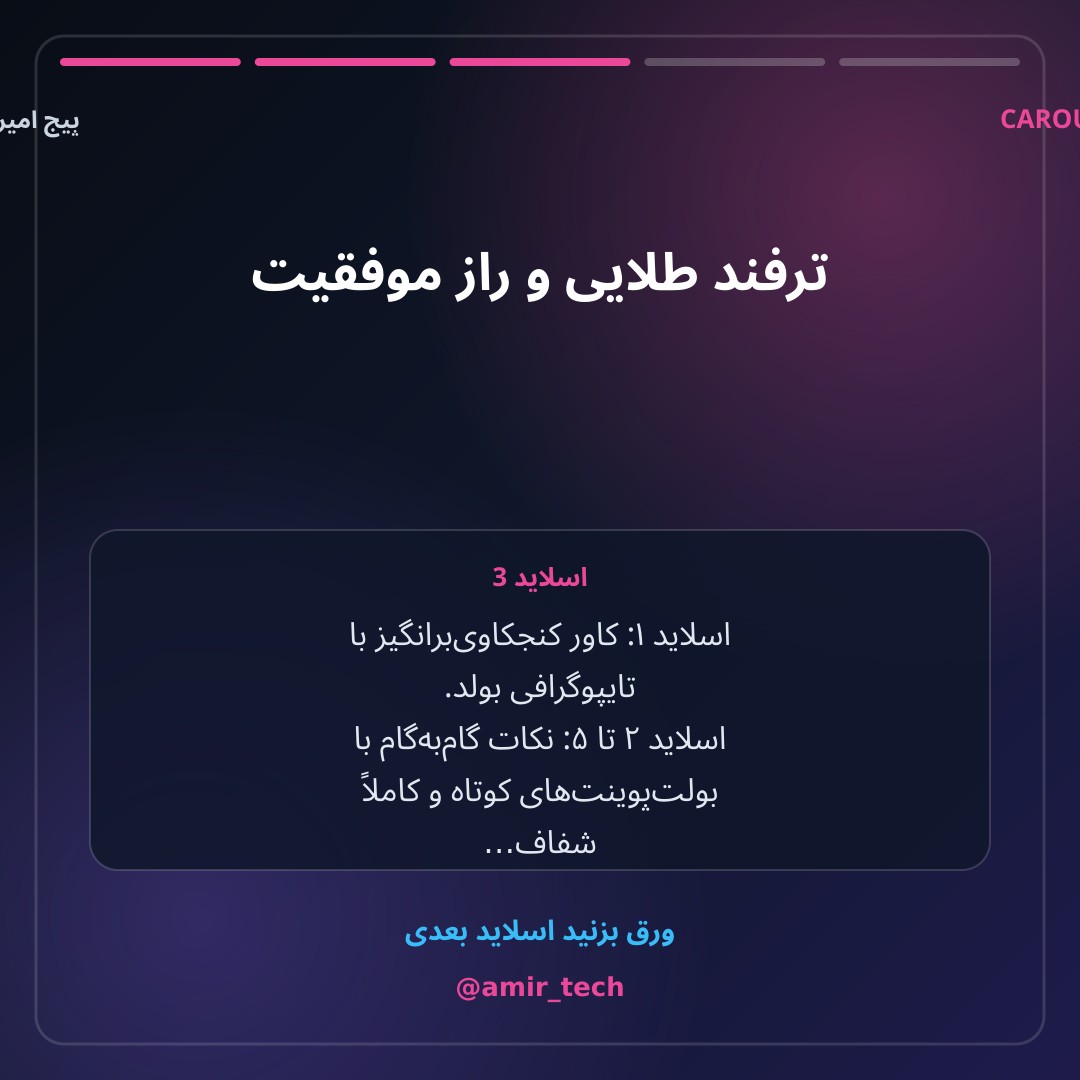 پیج امیر
CAROU
ترفند طلایی و راز موفقیت
اسلاید 3
اسلاید ۱: کاور کنجکاوی‌برانگیز با
تایپوگرافی بولد.
اسلاید ۲ تا ۵: نکات گام‌به‌گام با
بولت‌پوینت‌های کوتاه و کاملاً
شفاف...
ورق بزنید اسلاید بعدی
@amir_tech